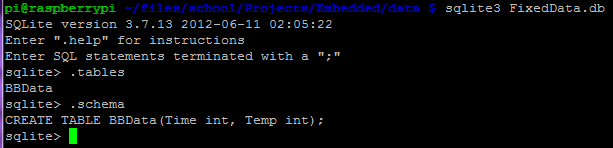 pi@raspberrypi ~/files/school/Projects/Embedded/data $ sqlite3 FixedData.db
SQLite version 3.7.13 2012-06-11 02:05:22
Enter ".help" for instructions
Enter SQL statements terminated with a ";"
sqlite> .tables
BBData
sqlite> .schema
CREATE TABLE BBData(Time int, Temp int);
sqlite>